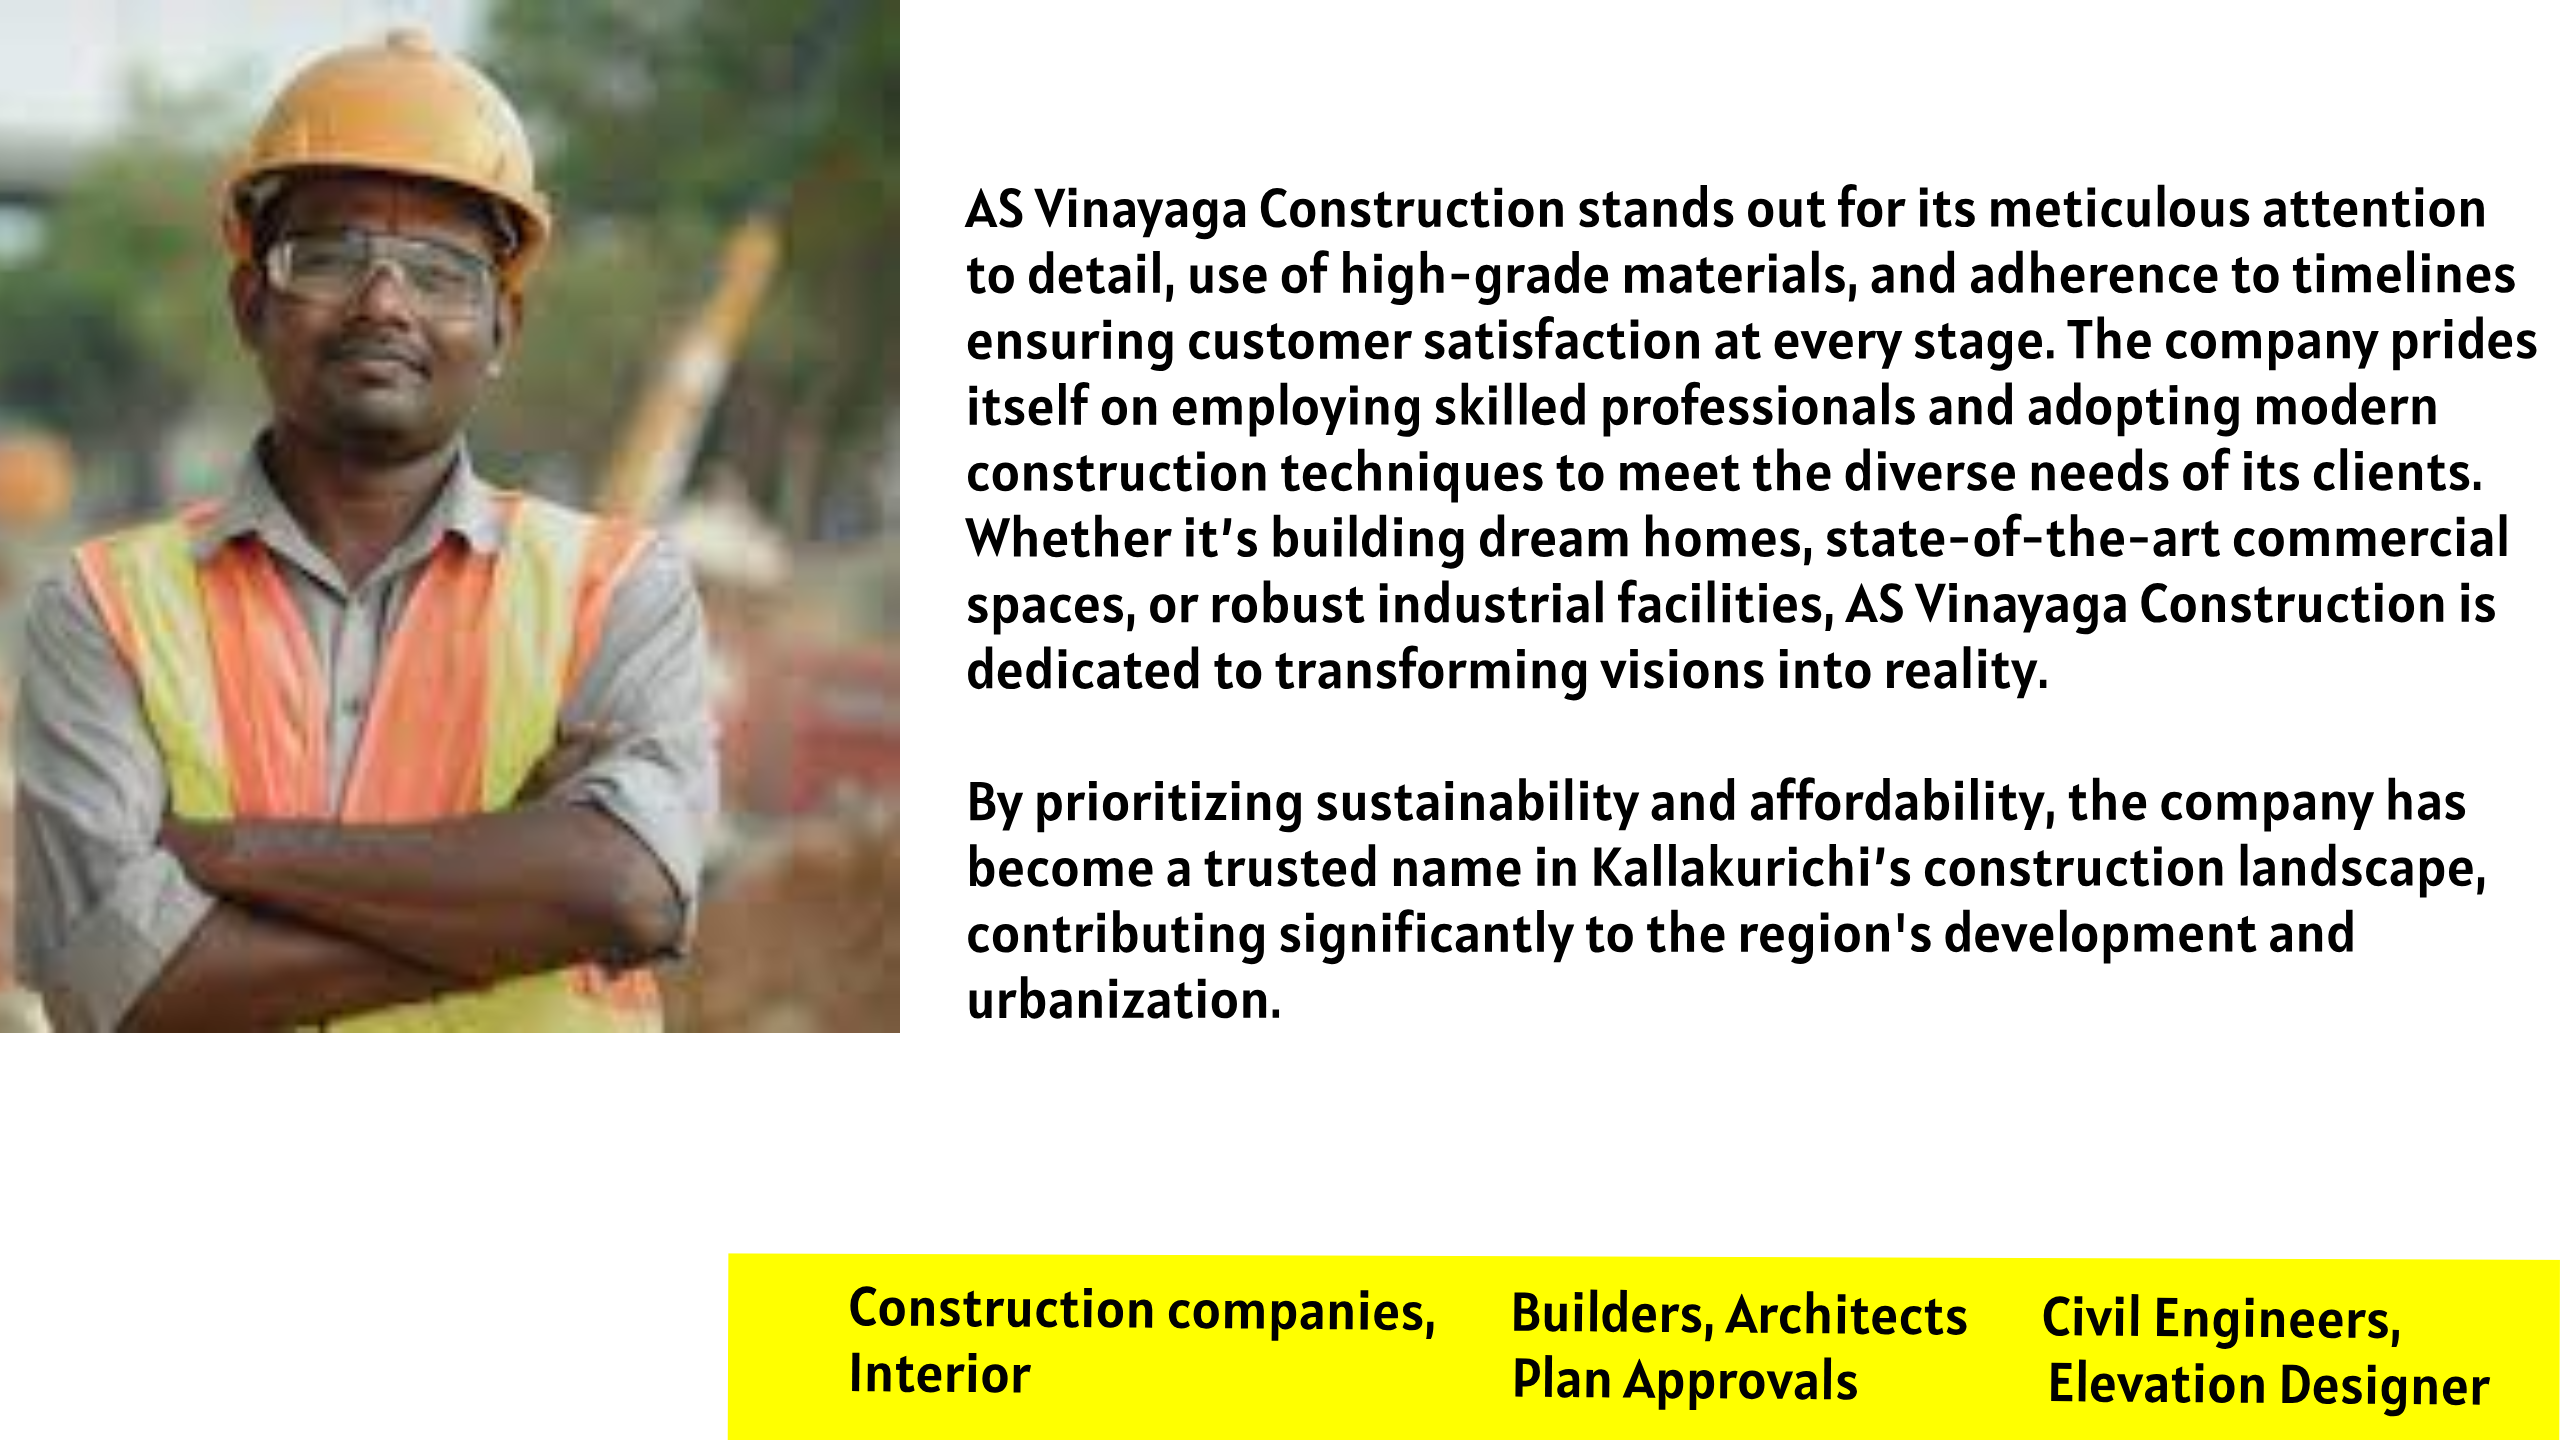 AS Vinayaga Construction stands out for its meticulous attention
to detail, use of high-grade materials, and adherence to timelines
ensuring customer satisfaction at every stage. The company prides
itself on employing skilled professionals and adopting modern
construction techniques to meet the diverse needs of its clients.
Whether it’s building dream homes, state-of-the-art commercial
spaces, or robust industrial facilities, AS Vinayaga Construction is
dedicated to transforming visions into reality.
By prioritizing sustainability and affordability, the company has
become a trusted name in Kallakurichi’s construction landscape,
contributing significantly to the region's development and
urbanization.
Construction companies,
Interior
Builders, Architects
Plan Approvals
Civil Engineers,
Elevation Designer